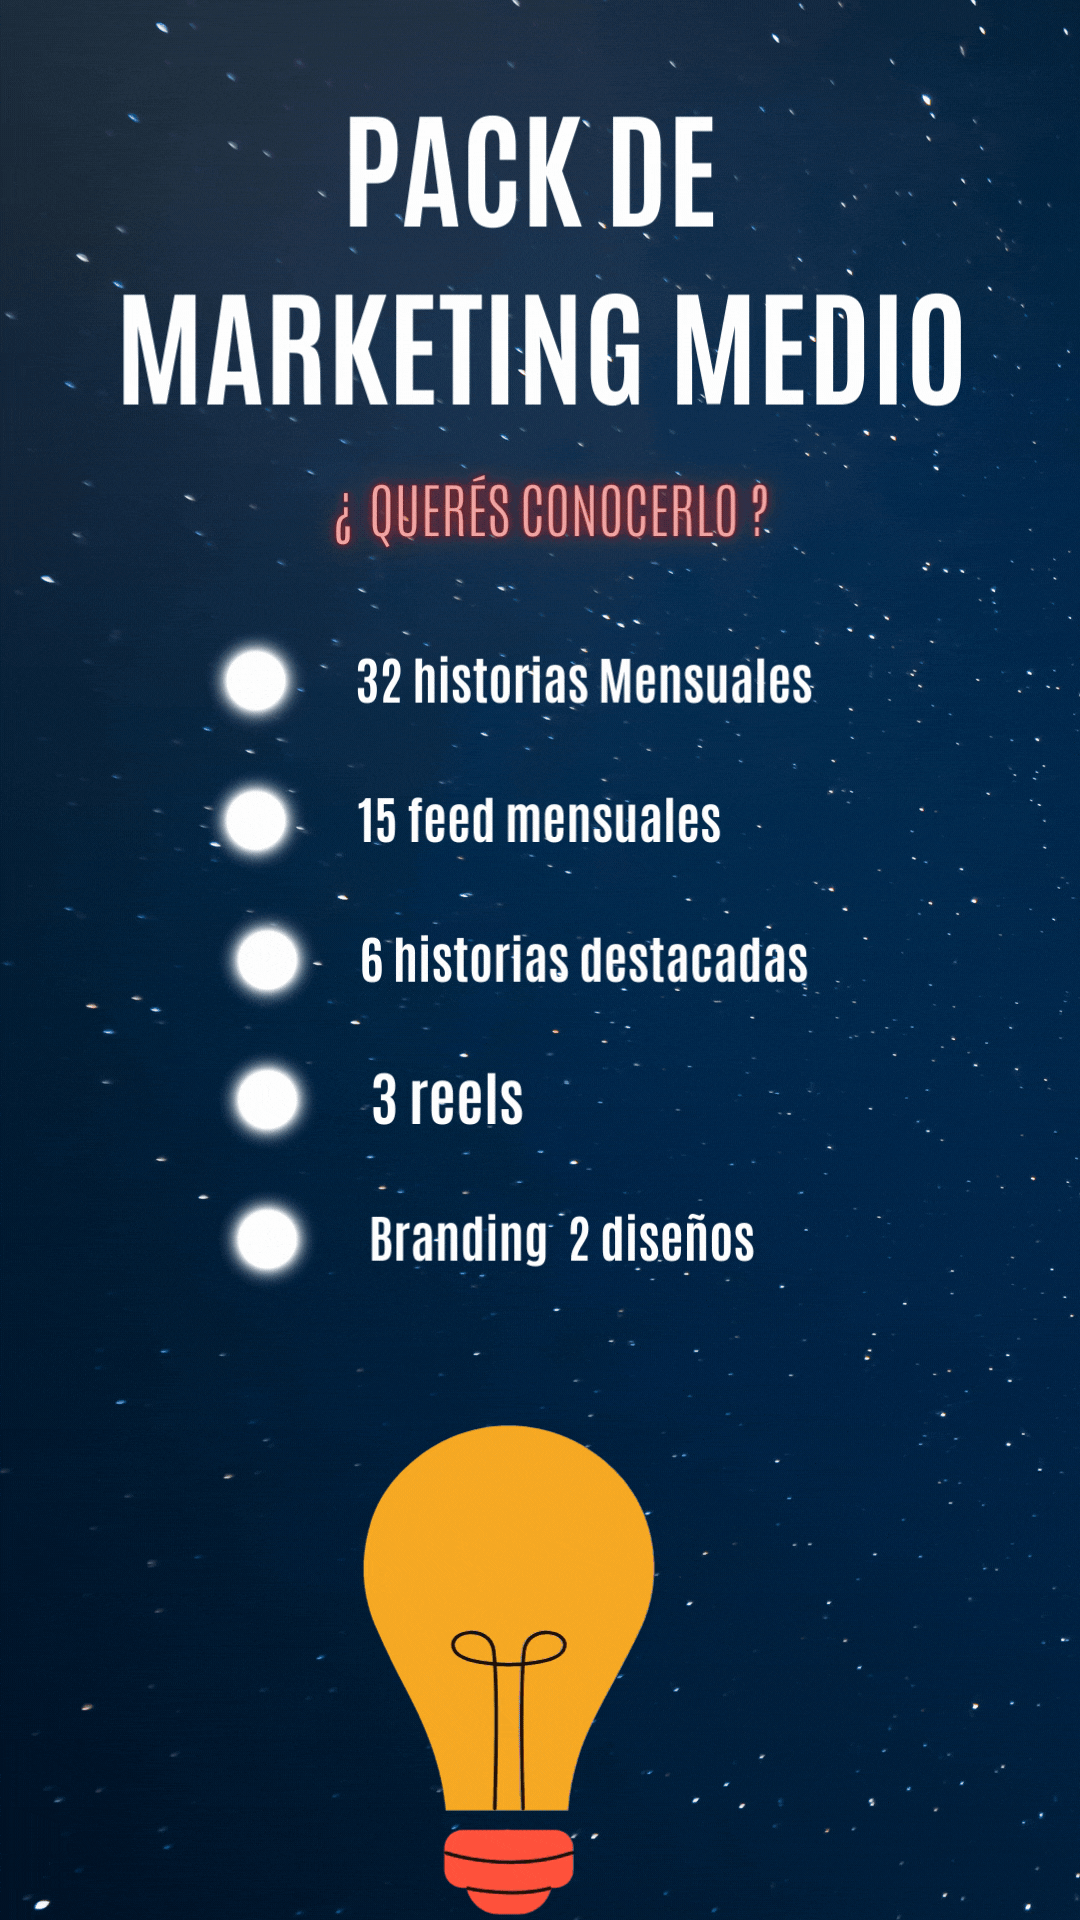 PACK DE
MARKETING MEDIO
¿ QUERÉS CONOCERLO ?
32 historias Mensuales
15 feed mensuales
6 historias destacadas
3 reels
Branding 2 diseños